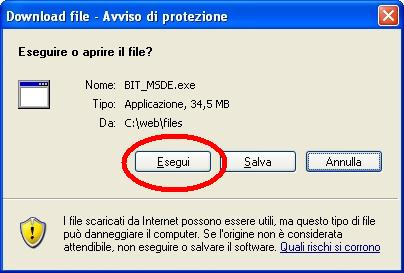 Download file - Avviso di protezione
Eseguire o aprire il file?
Nome: BIT_MSDE.exe
Tipo: Applicazione, 34,5 MB
Da: C:\web\files
Esegui Salva Annulla
I file scaricati da Internet possono essere utili, ma questo tipo di file
può danneggiare il computer. Se l'origine non è considerata
attendibile, non eseguire o salvare il software. Quali rischi si corrono